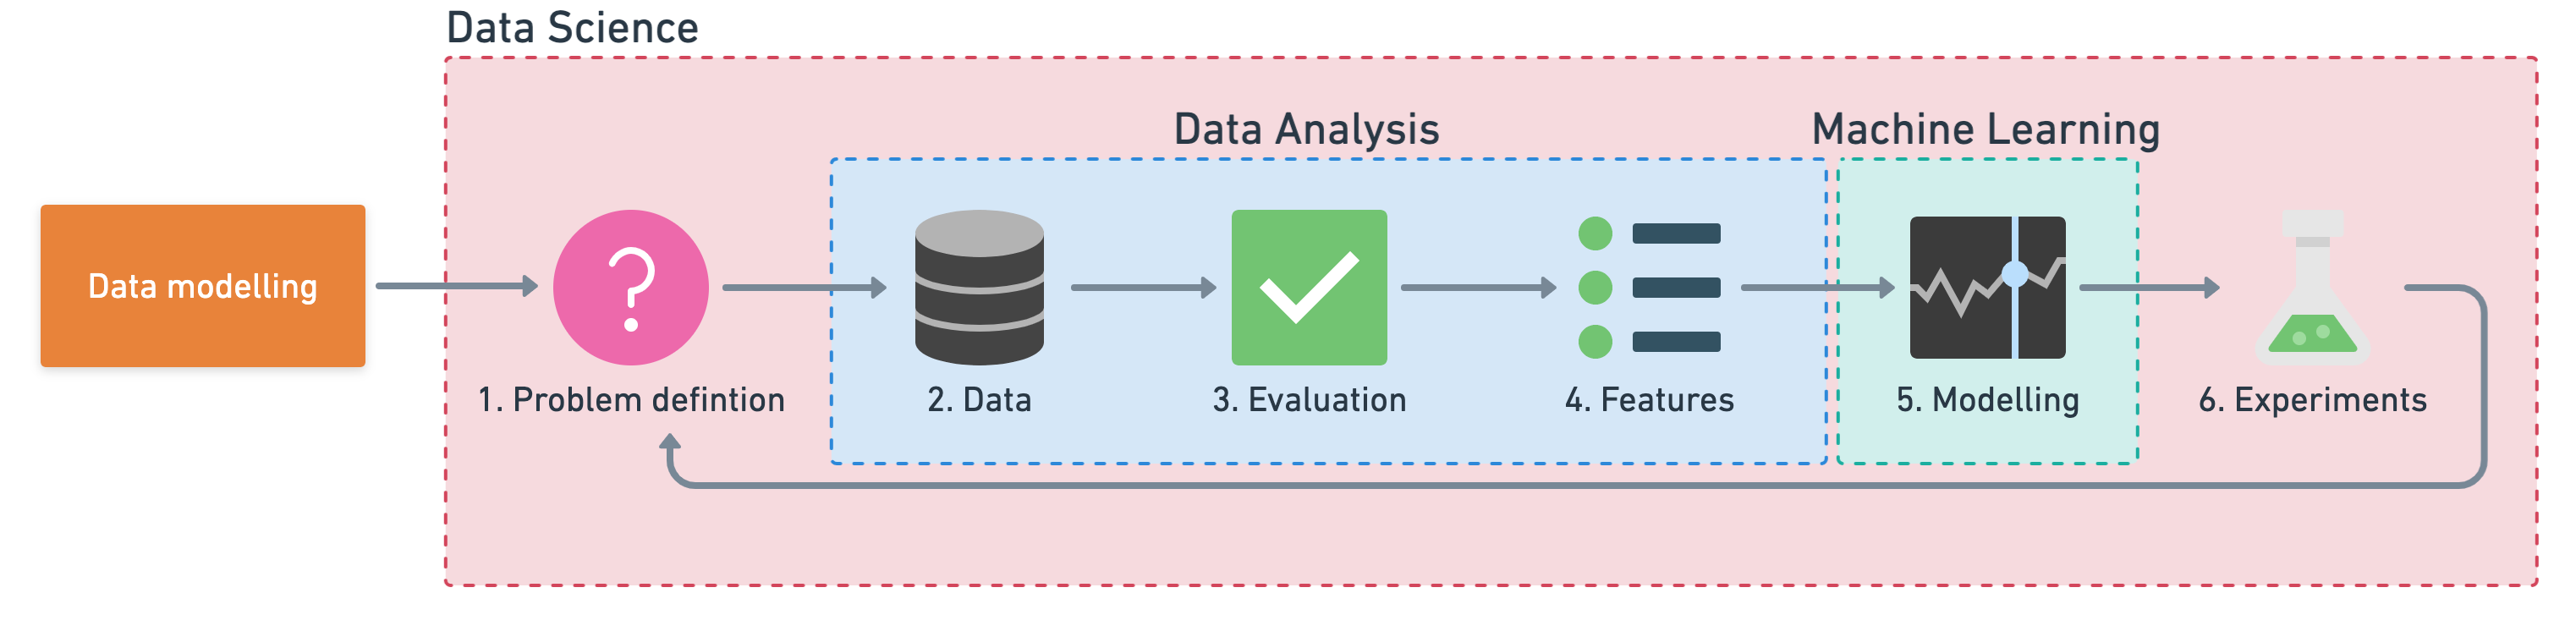 Data Science
Data Analysis
Machine Learning
Data modelling
1. Problem defintion
2. Data
3. Evaluation
4. Features
5. Modelling
6. Experiments